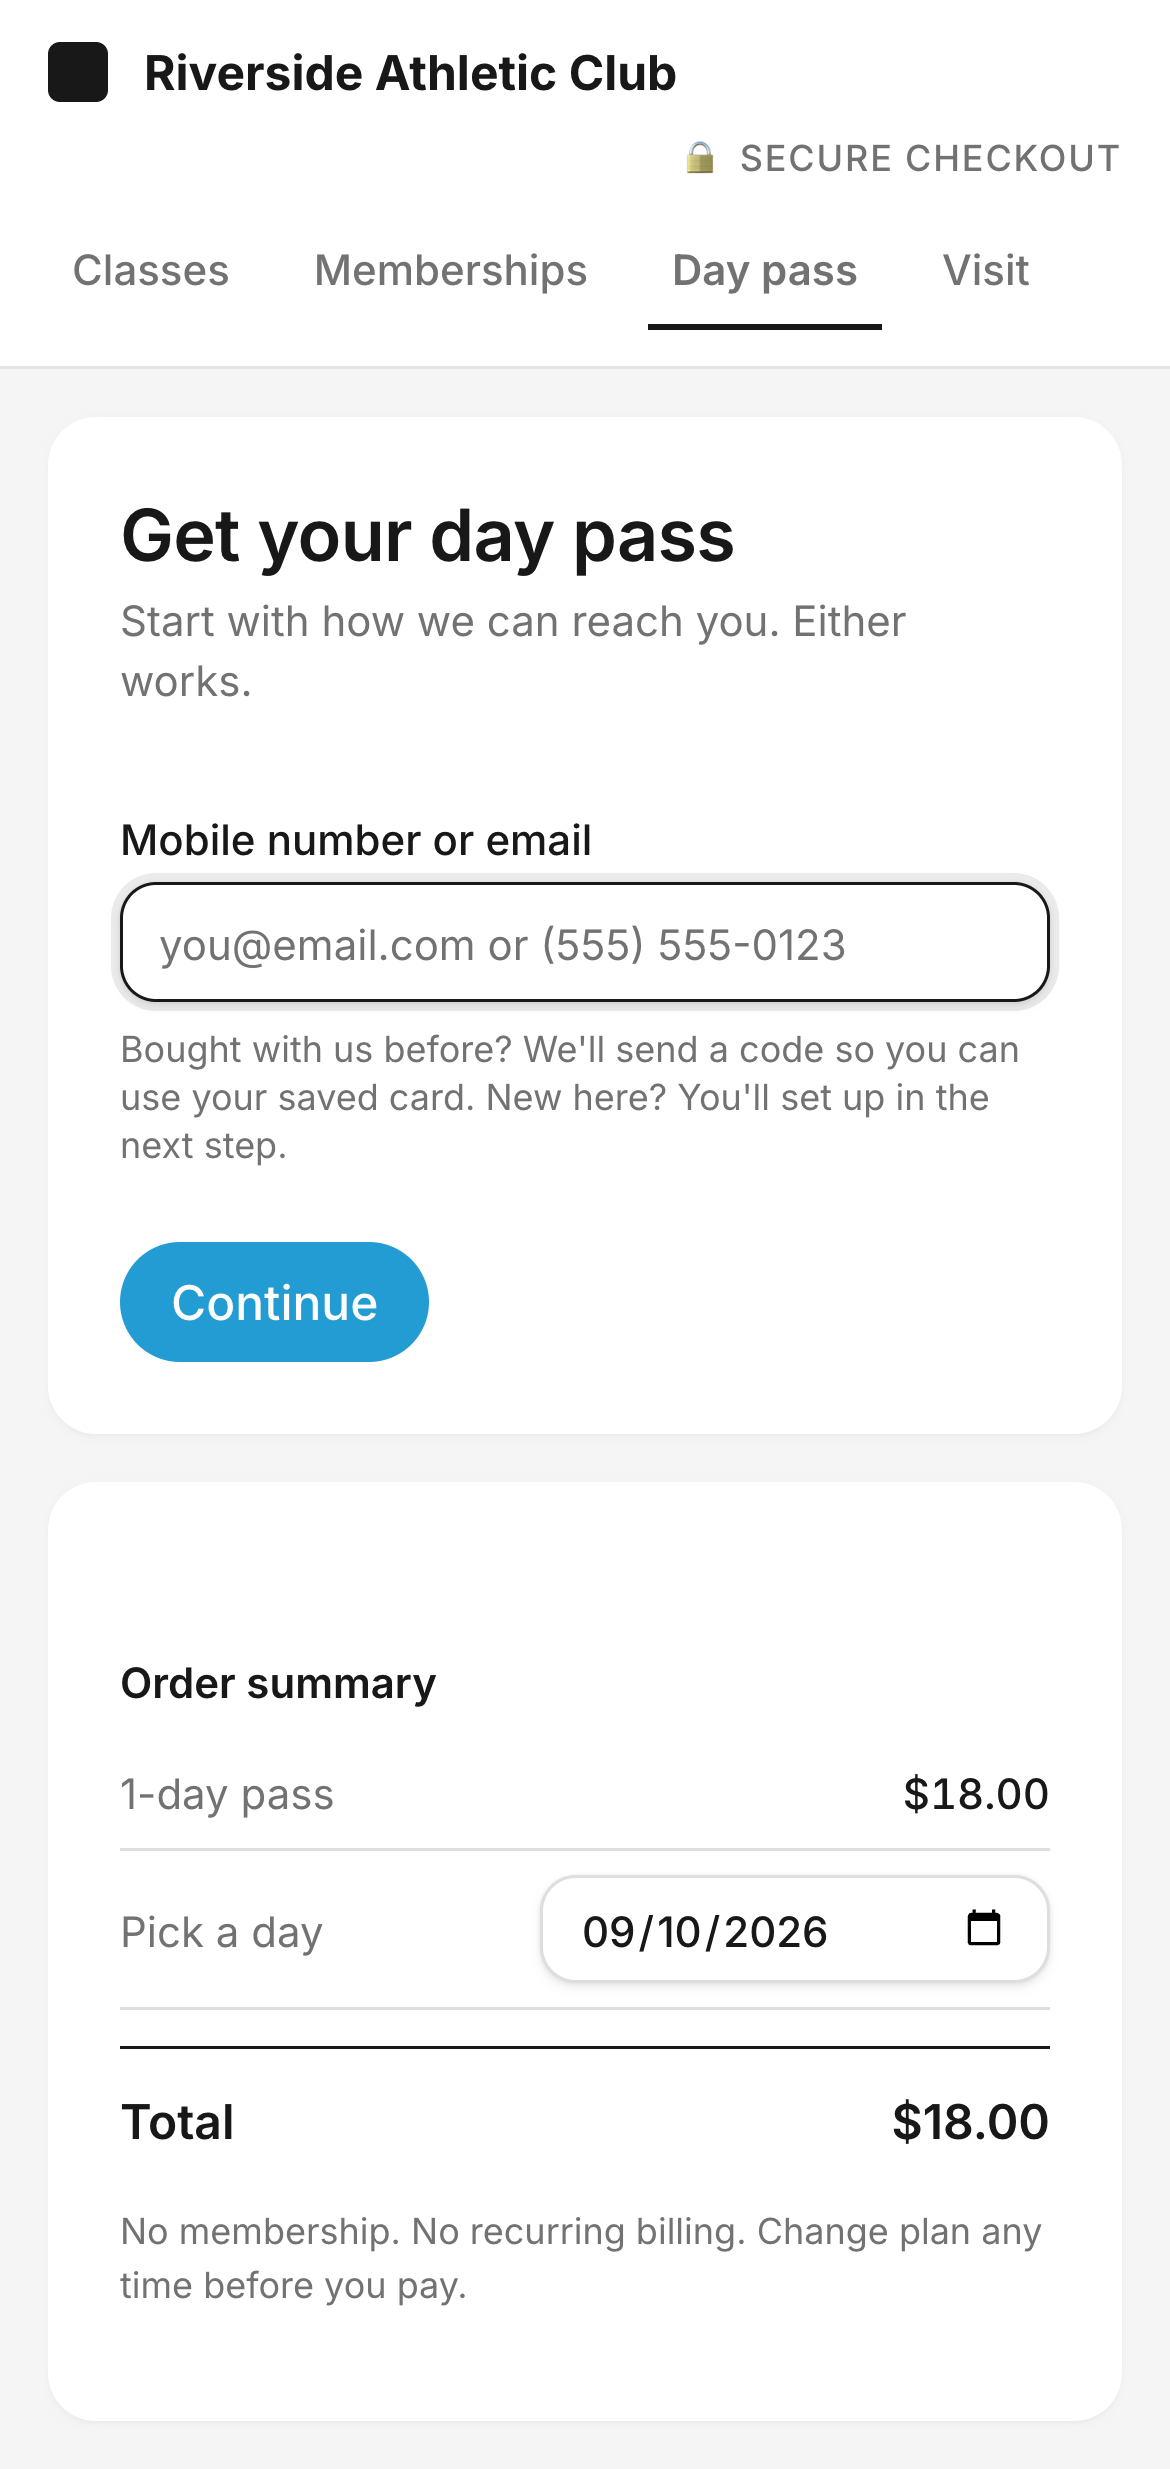 Riverside Athletic Club
🔒 SECURE CHECKOUT
Classes Memberships Day pass Visit
Get your day pass
Start with how we can reach you. Either
works.
Mobile number or email
you@email.com or (555) 555-0123
Bought with us before? We'll send a code so you can
use your saved card. New here? You'll set up in the
next step.
Continue
Order summary
1-day pass $18.00
Pick a day 09/10/2026
Total $18.00
No membership. No recurring billing. Change plan any
time before you pay.